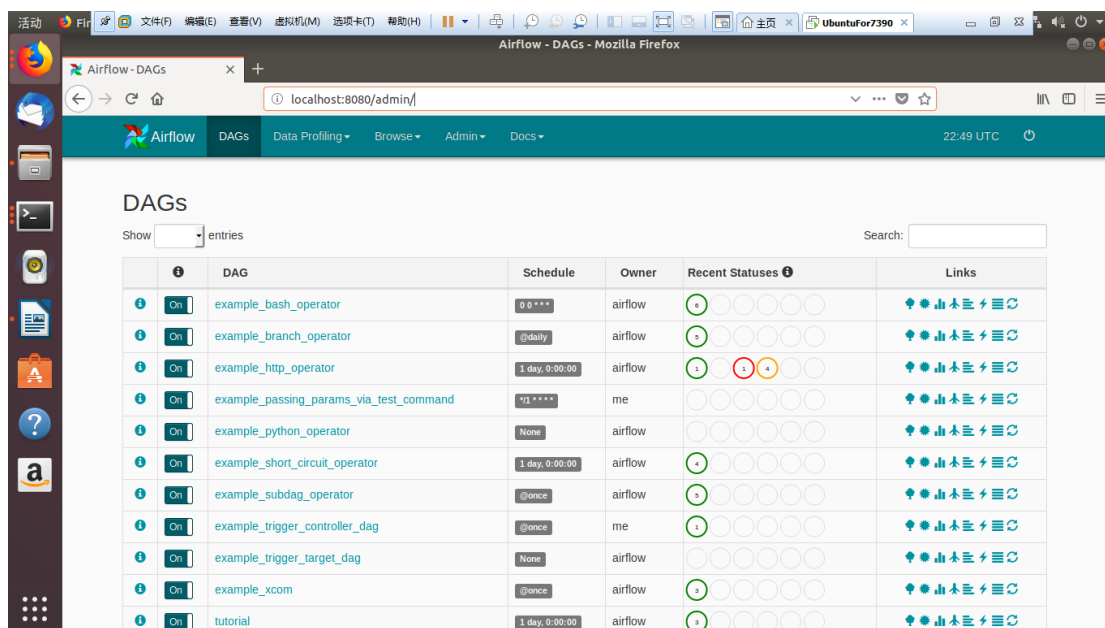 活动 Fir 文件(F) 编辑(E) 查看(V) 虚拟机(M) 选项卡(T) 帮助(H) 主页 × UbuntuFor7390 ×
Airflow - DAGs - Mozilla Firefox
Airflow - DAGs × +
localhost:8080/admin/
Airflow DAGs Data Profiling Browse Admin Docs 22:49 UTC
DAGs
Show entries Search:
DAG Schedule Owner Recent Statuses Links
On example_bash_operator 0 0 * * * airflow 6
On example_branch_operator @daily airflow 5
On example_http_operator 1 day, 0:00:00 airflow 1 1 4
On example_passing_params_via_test_command */1 * * * * me
On example_python_operator None airflow
On example_short_circuit_operator 1 day, 0:00:00 airflow 4
On example_subdag_operator @once airflow 5
On example_trigger_controller_dag @once me 1
On example_trigger_target_dag None airflow
On example_xcom @once airflow 3
On tutorial 1 day, 0:00:00 airflow 3